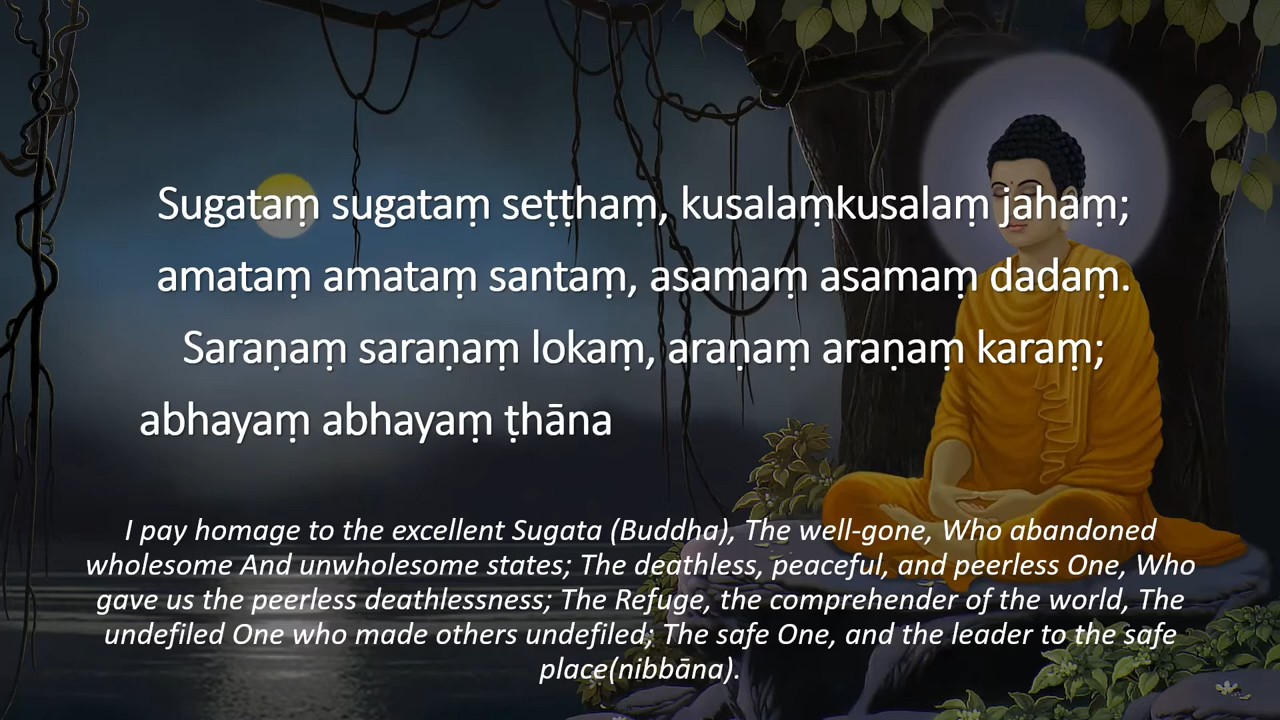 Sugataṃ sugataṃ seṭṭhaṃ, kusalaṃkusalaṃ jahaṃ;
amataṃ amataṃ santaṃ, asamaṃ asamaṃ dadaṃ.
Saraṇaṃ saraṇaṃ lokaṃ, araṇaṃ araṇaṃ karaṃ;
abhayaṃ abhayaṃ ṭhāna
I pay homage to the excellent Sugata (Buddha), The well-gone, Who abandoned
wholesome And unwholesome states; The deathless, peaceful, and peerless One, Who
gave us the peerless deathlessness; The Refuge, the comprehender of the world, The
undefiled One who made others undefiled; The safe One, and the leader to the safe
place(nibbāna).